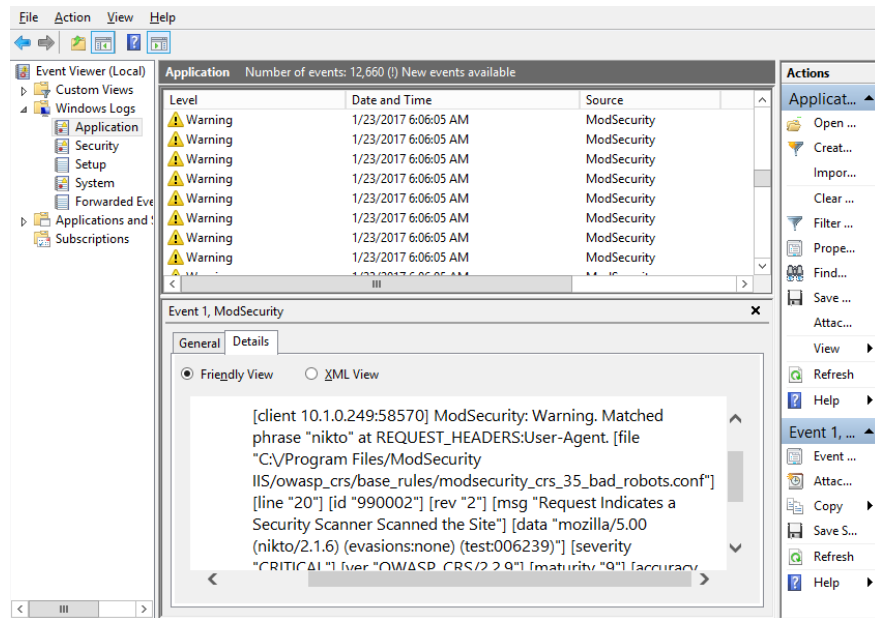 File Action View Help
Event Viewer (Local)
Custom Views
Windows Logs
Application
Security
Setup
System
Forwarded Eve
Applications and S
Subscriptions
Application Number of events: 12,660 (!) New events available
Level Date and Time Source
Warning 1/23/2017 6:06:05 AM ModSecurity
Warning 1/23/2017 6:06:05 AM ModSecurity
Warning 1/23/2017 6:06:05 AM ModSecurity
Warning 1/23/2017 6:06:05 AM ModSecurity
Warning 1/23/2017 6:06:05 AM ModSecurity
Warning 1/23/2017 6:06:05 AM ModSecurity
Warning 1/23/2017 6:06:05 AM ModSecurity
Warning 1/23/2017 6:06:05 AM ModSecurity
Event 1, ModSecurity
General Details
Friendly View XML View
[client 10.1.0.249:58570] ModSecurity: Warning. Matched
phrase "nikto" at REQUEST_HEADERS:User-Agent. [file
"C:\/Program Files/ModSecurity
IIS/owasp_crs/base_rules/modsecurity_crs_35_bad_robots.conf"]
[line "20"] [id "990002"] [rev "2"] [msg "Request Indicates a
Security Scanner Scanned the Site"] [data "mozilla/5.00
(nikto/2.1.6) (evasions:none) (test:006239)"] [severity
"CRITICAL"] [ver "OWASP_CRS/2.2.9"] [maturity "9"] [accuracy
Actions
Applicat...
Open ...
Creat...
Impor...
Clear ...
Filter ...
Prope...
Find...
Save ...
Attac...
View
Refresh
Help
Event 1, ...
Event ...
Attac...
Copy
Save S...
Refresh
Help